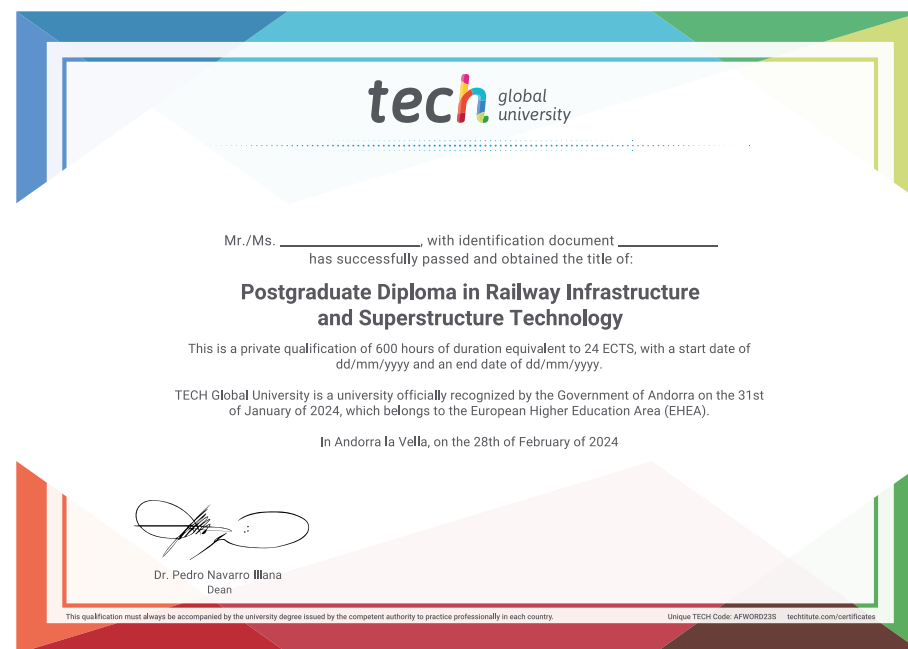 tech global
university
Mr./Ms. ____________________, with identification document ______________
has successfully passed and obtained the title of:
Postgraduate Diploma in Railway Infrastructure
and Superstructure Technology
This is a private qualification of 600 hours of duration equivalent to 24 ECTS, with a start date of
dd/mm/yyyy and an end date of dd/mm/yyyy.
TECH Global University is a university officially recognized by the Government of Andorra on the 31st
of January of 2024, which belongs to the European Higher Education Area (EHEA).
In Andorra la Vella, on the 28th of February of 2024
Dr. Pedro Navarro Illana
Dean
This qualification must always be accompanied by the university degree issued by the competent authority to practice professionally in each country. Unique TECH Code: AFWORD23S techtitute.com/certificates